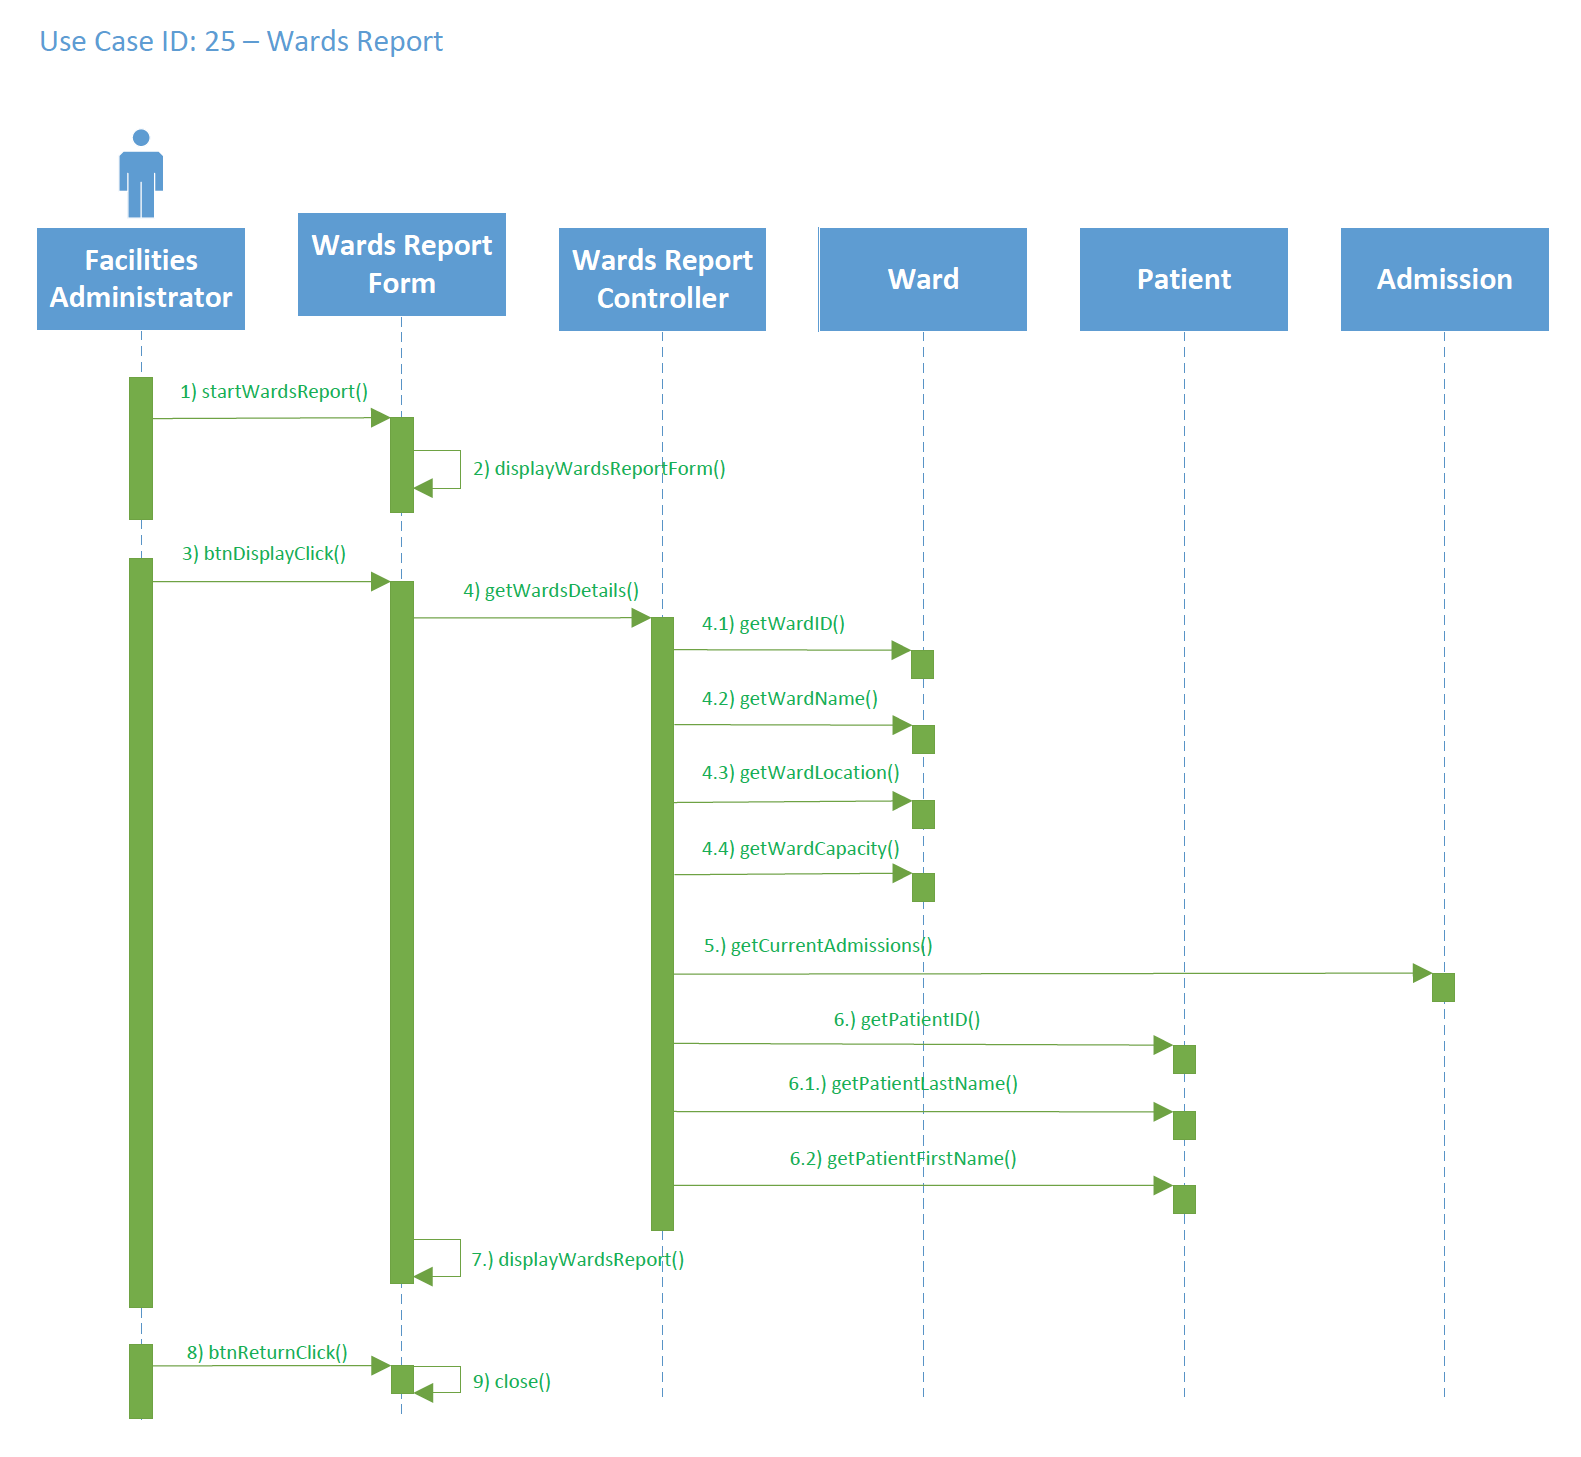 Use Case ID: 25 – Wards Report
Facilities
Administrator
Wards Report
Form
Wards Report
Controller
Ward
Patient
Admission
1) startWardsReport()
2) displayWardsReportForm()
3) btnDisplayClick()
4) getWardsDetails()
4.1) getWardID()
4.2) getWardName()
4.3) getWardLocation()
4.4) getWardCapacity()
5.) getCurrentAdmissions()
6.) getPatientID()
6.1.) getPatientLastName()
6.2) getPatientFirstName()
7.) displayWardsReport()
8) btnReturnClick()
9) close()